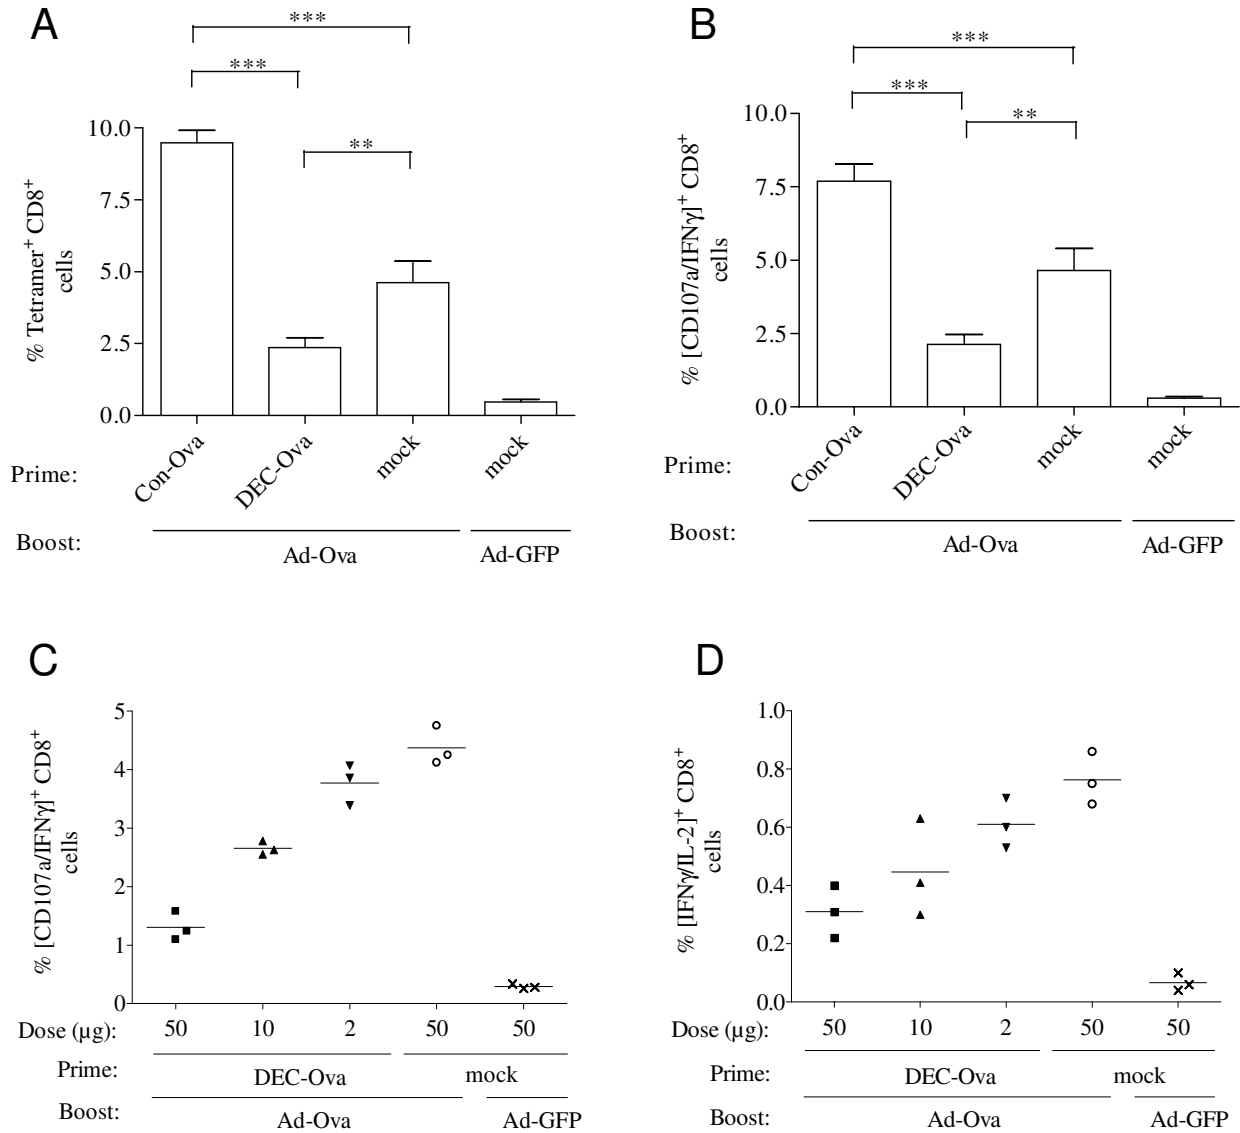 A
***
***
**
10.0
7.5
5.0
2.5
0.0
% Tetramer+ CD8+
cells
Prime:
Con-Ova
DEC-Ova
mock
mock
Boost:
Ad-Ova
Ad-GFP
B
***
***
**
10.0
7.5
5.0
2.5
0.0
% [CD107a/IFNγ]+ CD8+
cells
Prime:
Con-Ova
DEC-Ova
mock
mock
Boost:
Ad-Ova
Ad-GFP
C
5
4
3
2
1
0
% [CD107a/IFNγ]+ CD8+
cells
Dose (µg): 50 10 2 50 50
Prime: DEC-Ova mock
Boost: Ad-Ova Ad-GFP
D
1.0
0.8
0.6
0.4
0.2
0.0
% [IFNγ/IL-2]+ CD8+
cells
Dose (µg): 50 10 2 50 50
Prime: DEC-Ova mock
Boost: Ad-Ova Ad-GFP